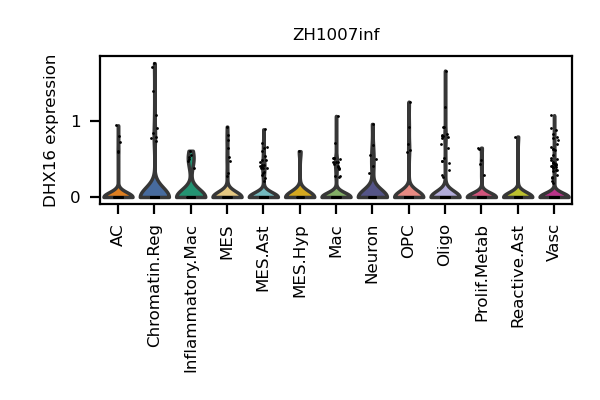 ZH1007inf
DHX16 expression
1
0
AC
Chromatin.Reg
Inflammatory.Mac
MES
MES.Ast
MES.Hyp
Mac
Neuron
OPC
Oligo
Prolif.Metab
Reactive.Ast
Vasc